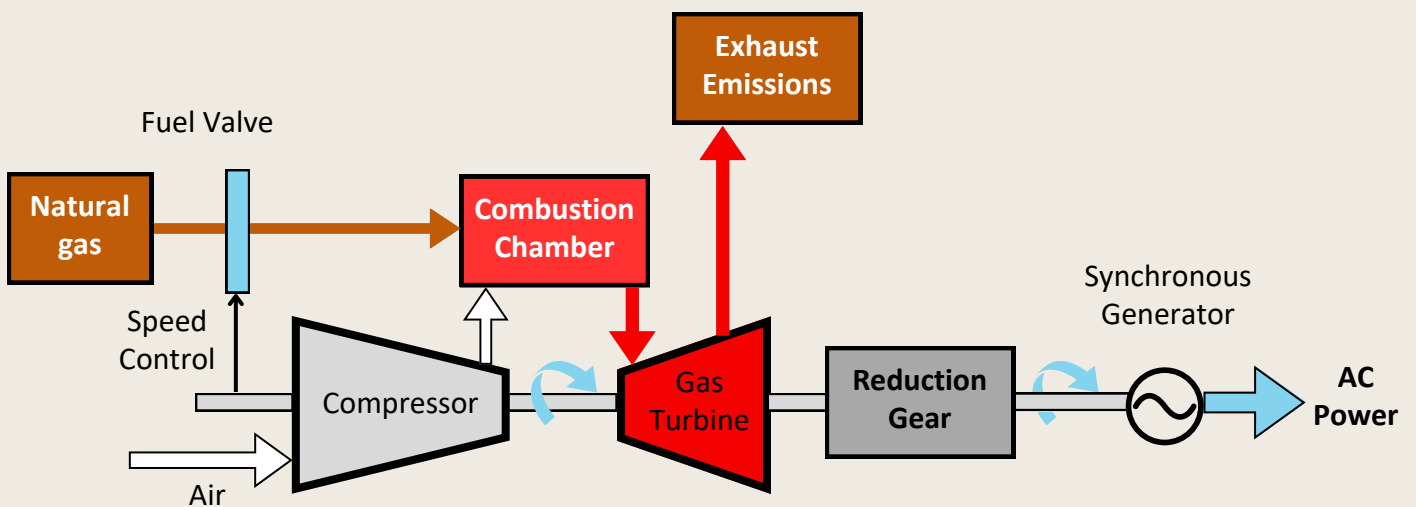 Exhaust
Emissions
Fuel Valve
Natural
gas
Combustion
Chamber
Synchronous
Generator
Speed
Control
Compressor
Gas
Turbine
Reduction
Gear
AC
Power
Air